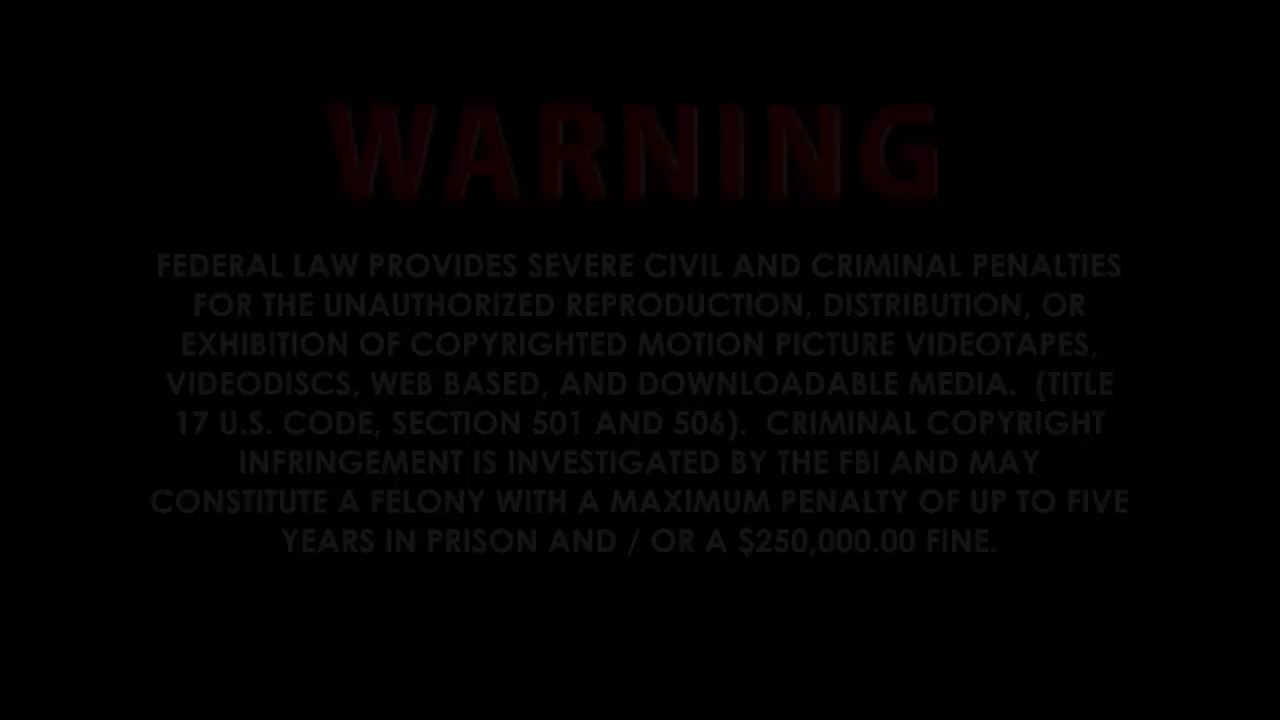 WARNING
FEDERAL LAW PROVIDES SEVERE CIVIL AND CRIMINAL PENALTIES
FOR THE UNAUTHORIZED REPRODUCTION, DISTRIBUTION, OR
EXHIBITION OF COPYRIGHTED MOTION PICTURE VIDEOTAPES,
VIDEODISCS, WEB BASED, AND DOWNLOADABLE MEDIA.  (TITLE
17 U.S. CODE, SECTION 501 AND 506).  CRIMINAL COPYRIGHT
INFRINGEMENT IS INVESTIGATED BY THE FBI AND MAY
CONSTITUTE A FELONY WITH A MAXIMUM PENALTY OF UP TO FIVE
YEARS IN PRISON AND / OR A $250,000.00 FINE.